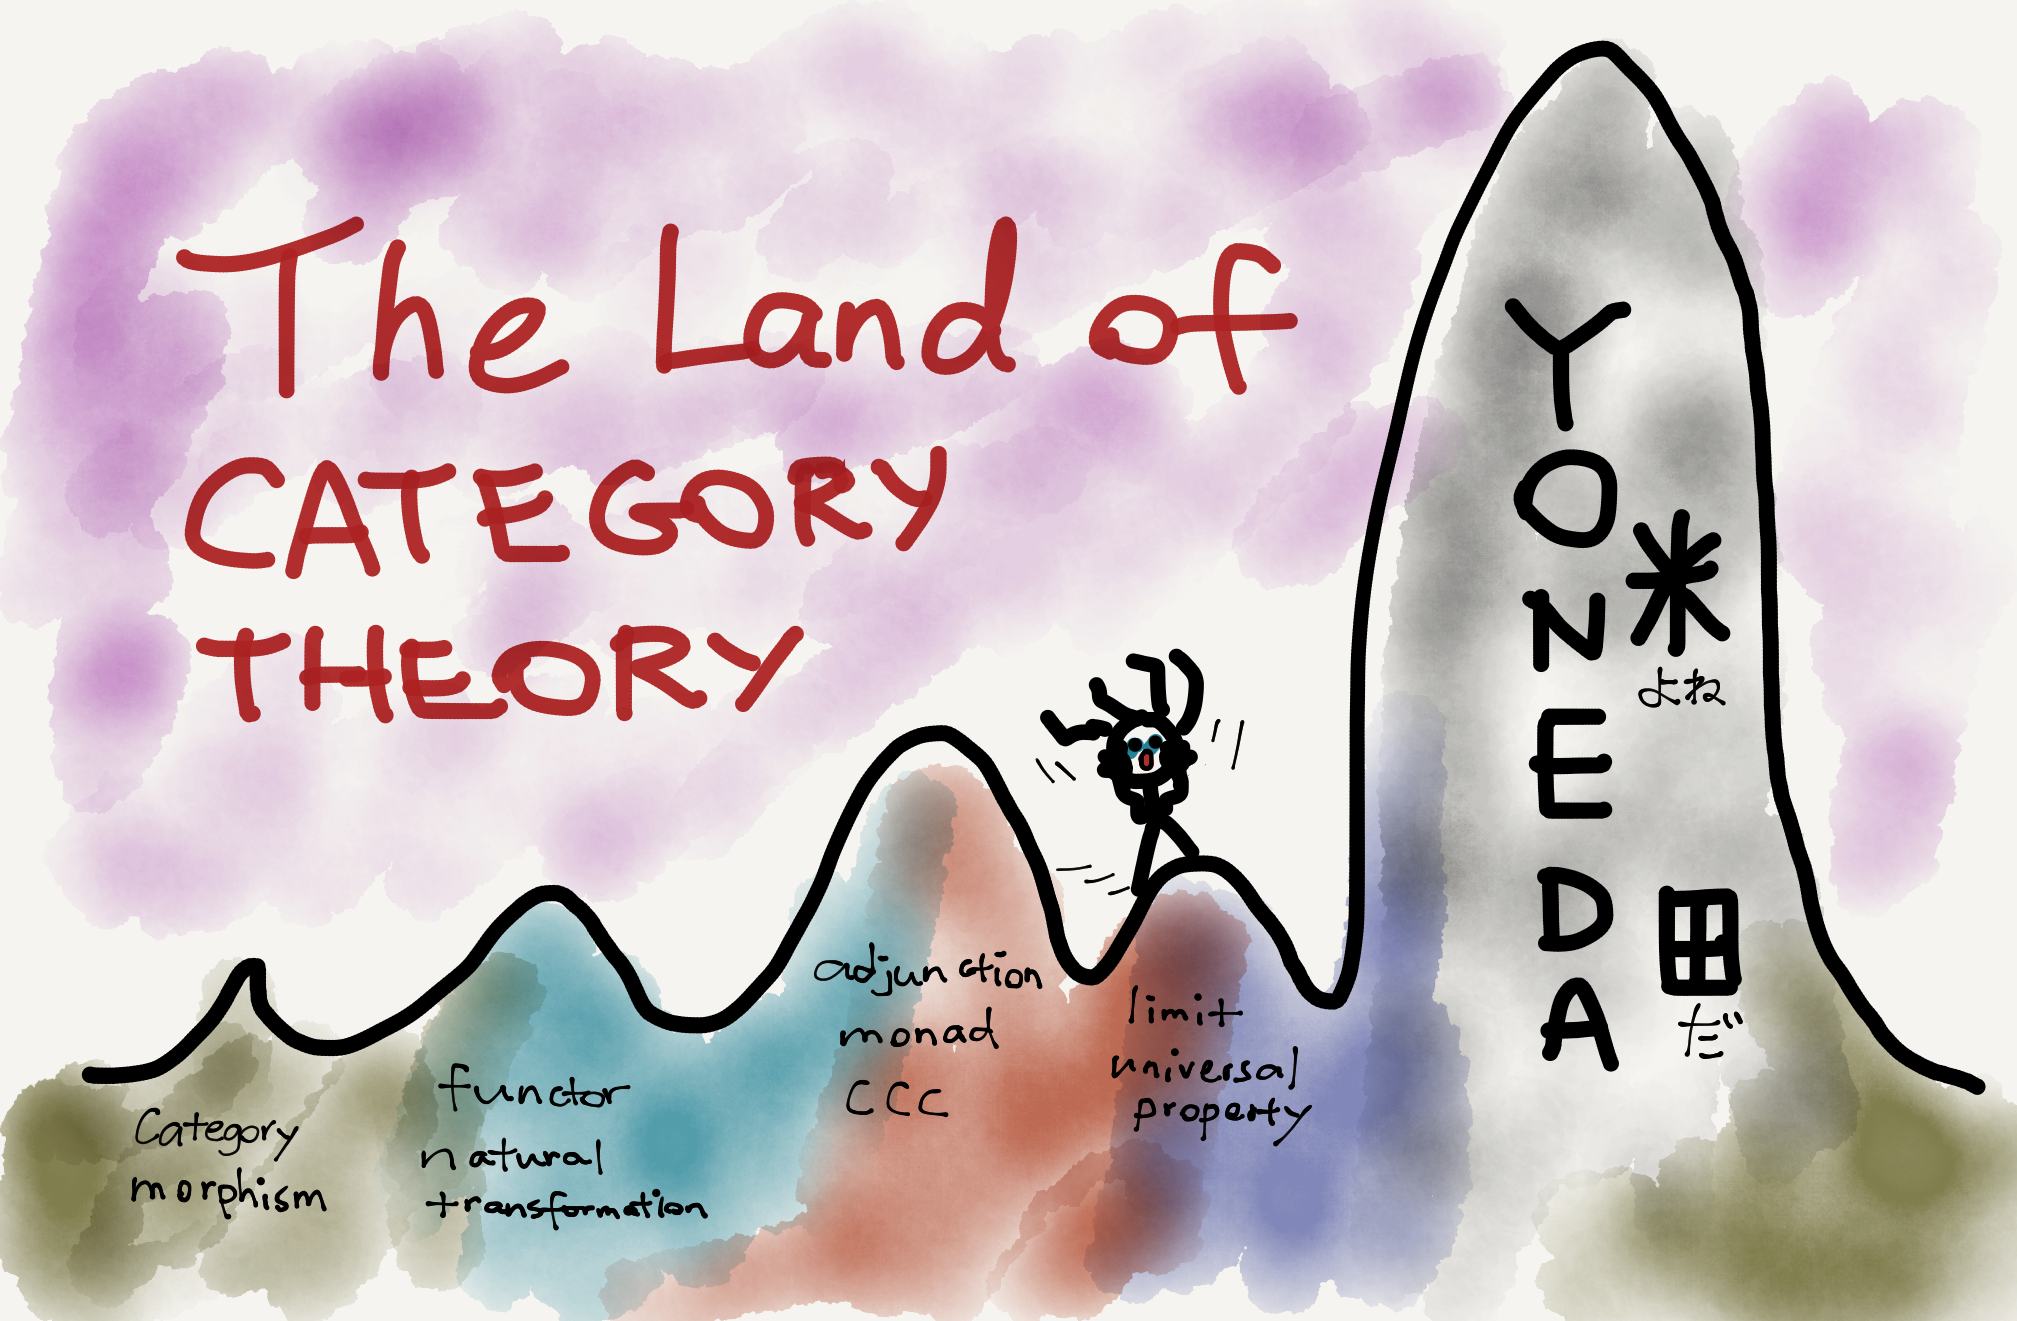 The Land of
CATEGORY
THEORY
Category
morphism
functor
natural
transformation
adjunction
monad
CCC
limit
universal
property
YONEDA
米
よね
田
だ